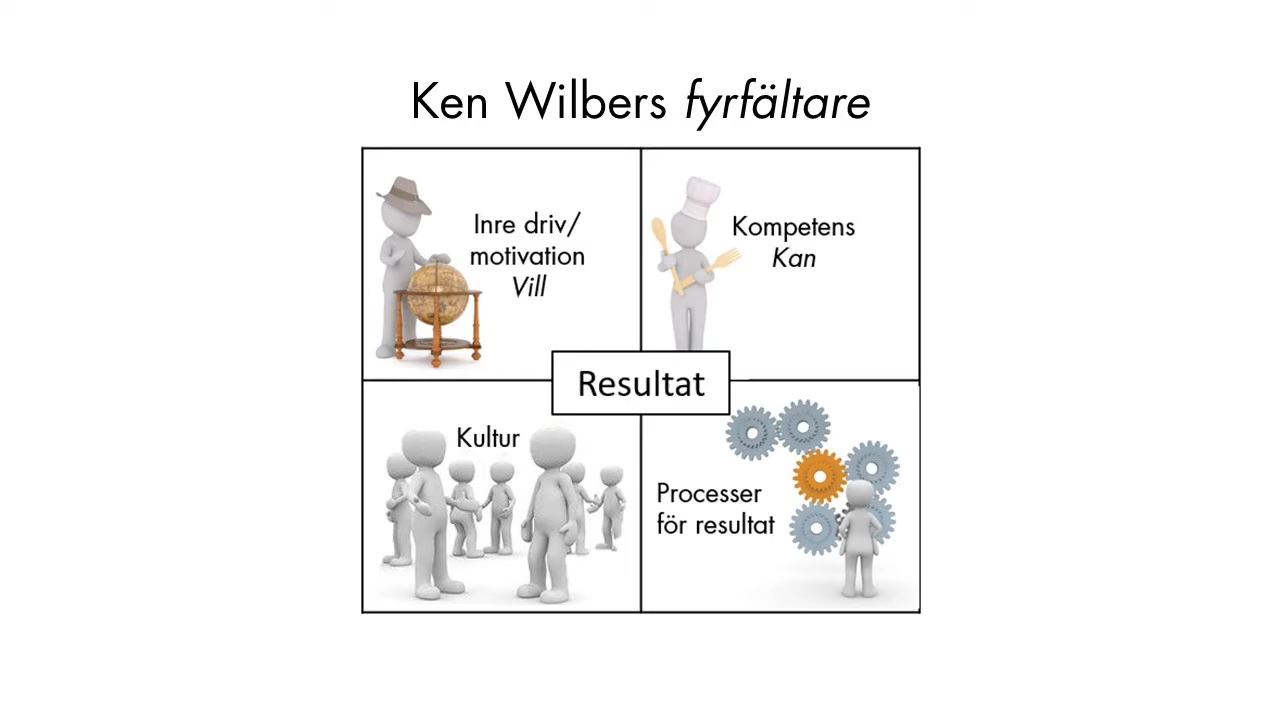 Ken Wilbers fyrfältare
Inre driv/
motivation
Vill
Kompetens
Kan
Resultat
Kultur
Processer
för resultat